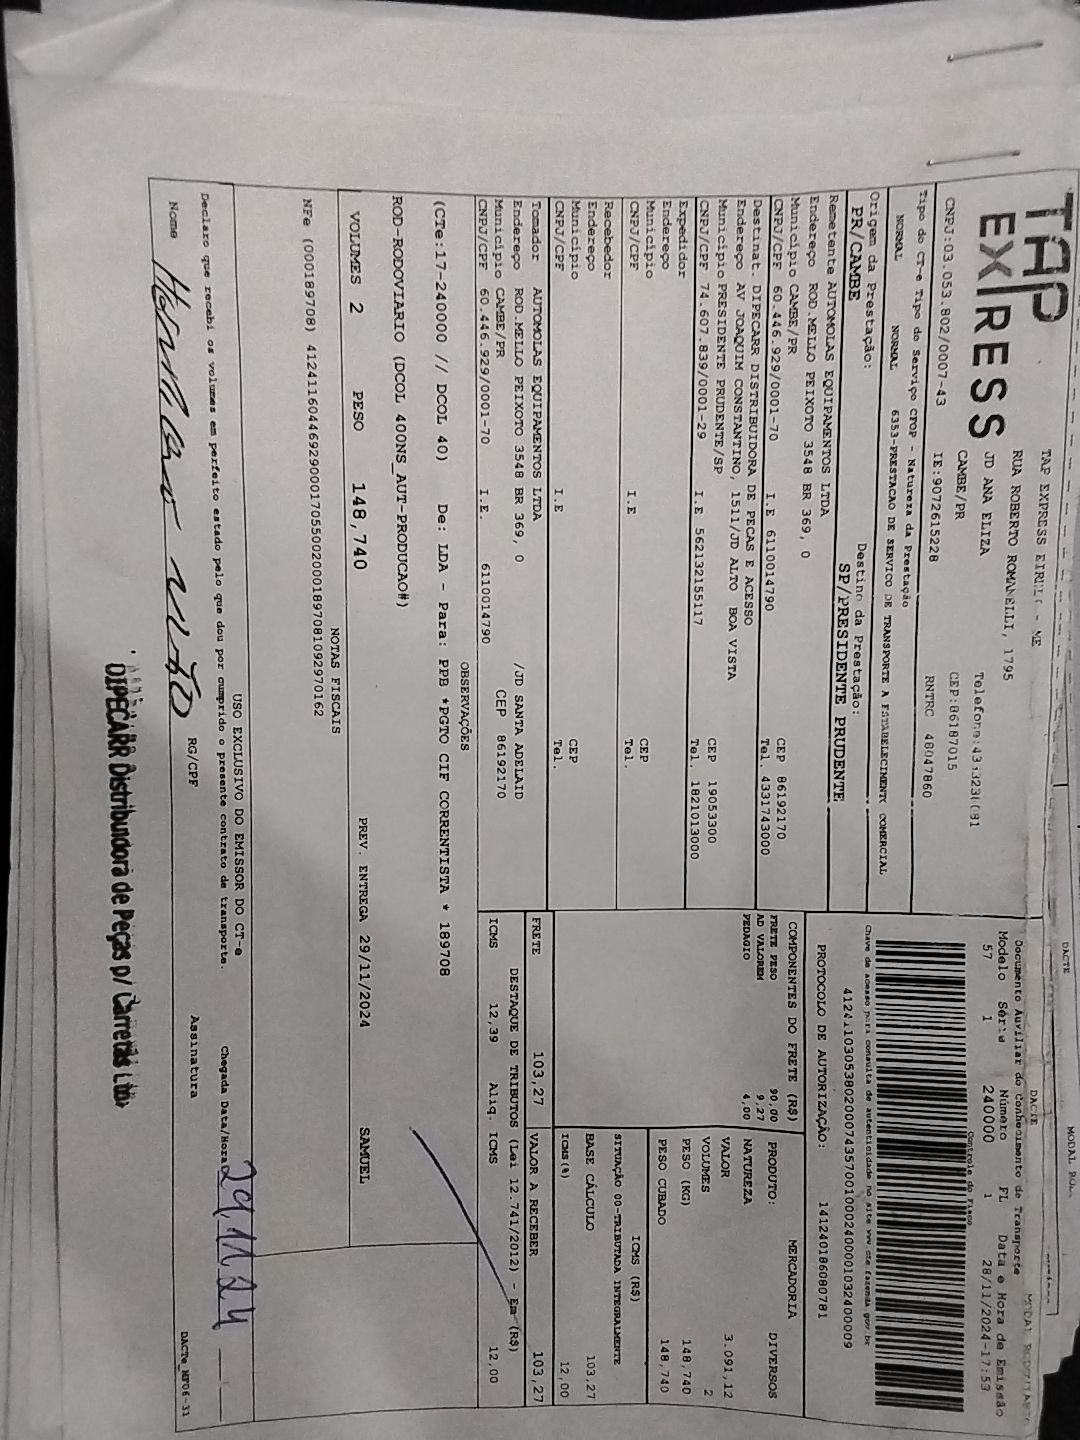 TAP
EXPRESS
TAP EXPRESS EIRELI - ME
RUA ROBERTO ROMANELLI, 1795
JD ANA ELIZA
CAMBE/PR
CEP:86187015
CNPJ:03.053.802/0007-43 IE:9072615228 RNTRC 48047860
Tipo do CT-e Tipo do Serviço CFOP - Natureza da Prestação
NORMAL NORMAL 6353-PRESTACAO DE SERVICO DE TRANSPORTE A ESTABELECIMENTO COMERCIAL
Origem da Prestação: Destino da Prestação:
PR/CAMBE SP/PRESIDENTE PRUDENTE
DACTE
Documento Auxiliar do Conhecimento de Transporte
Modelo Série Número FL Data e Hora de Emissão
57 1 240000 1 28/11/2024-17:53
Controle do Fisco
Chave de acesso para consulta de autenticidade no site www.cte.fazenda.gov.br
PROTOCOLO DE AUTORIZAÇÃO: 141240186080781
Remetente AUTOMOLAS EQUIPAMENTOS LTDA
Endereço ROD.MELLO PEIXOTO 3548 BR 369, 0
Município CAMBE/PR CEP 86192170
CNPJ/CPF 60.446.929/0001-70 I.E 6110014790 Tel. 4331743000
Destinat. DIPECARR DISTRIBUIDORA DE PECAS E ACESSO
Endereço AV JOAQUIM CONSTANTINO, 1511/JD ALTO BOA VISTA
Município PRESIDENTE PRUDENTE/SP CEP 19053300
CNPJ/CPF 74.607.839/0001-29 I.E 562132155117 Tel. 1821013000
Expedidor
Endereço
Município CEP
CNPJ/CPF I.E Tel.
Recebedor
Endereço
Município CEP
CNPJ/CPF I.E Tel.
Tomador AUTOMOLAS EQUIPAMENTOS LTDA
Endereço ROD.MELLO PEIXOTO 3548 BR 369, 0 /JD SANTA ADELAID
Município CAMBE/PR CEP 86192170
CNPJ/CPF 60.446.929/0001-70 I.E. 6110014790
COMPONENTES DO FRETE (R$)
FRETE PESO 90,00
AD VALOREM 9,27
PEDAGIO 4,00
MERCADORIA
PRODUTO: DIVERSOS
NATUREZA
VALOR 3.091,12
VOLUMES 2
PESO (KG) 148,740
PESO CUBADO 148,740
ICMS (R$)
SITUAÇÃO 00-TRIBUTADA INTEGRALMENTE
BASE CÁLCULO 103,27
ICMS(%) 12,00
FRETE 103,27 VALOR A RECEBER 103,27
DESTAQUE DE TRIBUTOS (Lei 12.741/2012) - Em (R$)
ICMS 12,39 Aliq. ICMS 12,00
OBSERVAÇÕES
(CTe:17-240000 // DCOL 40) De: LDA - Para: PPB *PGTO CIF CORRENTISTA * 189708
ROD-RODOVIARIO (DCOL 400NS_AUT-PRODUCAO#)
VOLUMES 2 PESO 148,740 PREV. ENTREGA 29/11/2024 SAMUEL
NOTAS FISCAIS
NFe (000189708) 41241160446929000170550020001897081092970162
USO EXCLUSIVO DO EMISSOR DO CT-e
Declaro que recebi os volumes em perfeito estado pelo que dou por cumprido o presente contrato de transporte. Chegada Data/Hora 29 11 24
Nome RG/CPF Assinatura
DACTe_MP06-31
DIPECARR Distribuidora de Peças p/ Carretas Ltda